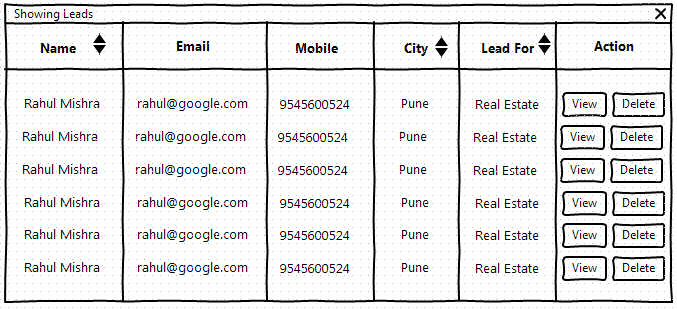 Showing Leads
Name Email Mobile City Lead For Action
Rahul Mishra rahul@google.com 9545600524 Pune Real Estate View Delete
Rahul Mishra rahul@google.com 9545600524 Pune Real Estate View Delete
Rahul Mishra rahul@google.com 9545600524 Pune Real Estate View Delete
Rahul Mishra rahul@google.com 9545600524 Pune Real Estate View Delete
Rahul Mishra rahul@google.com 9545600524 Pune Real Estate View Delete
Rahul Mishra rahul@google.com 9545600524 Pune Real Estate View Delete